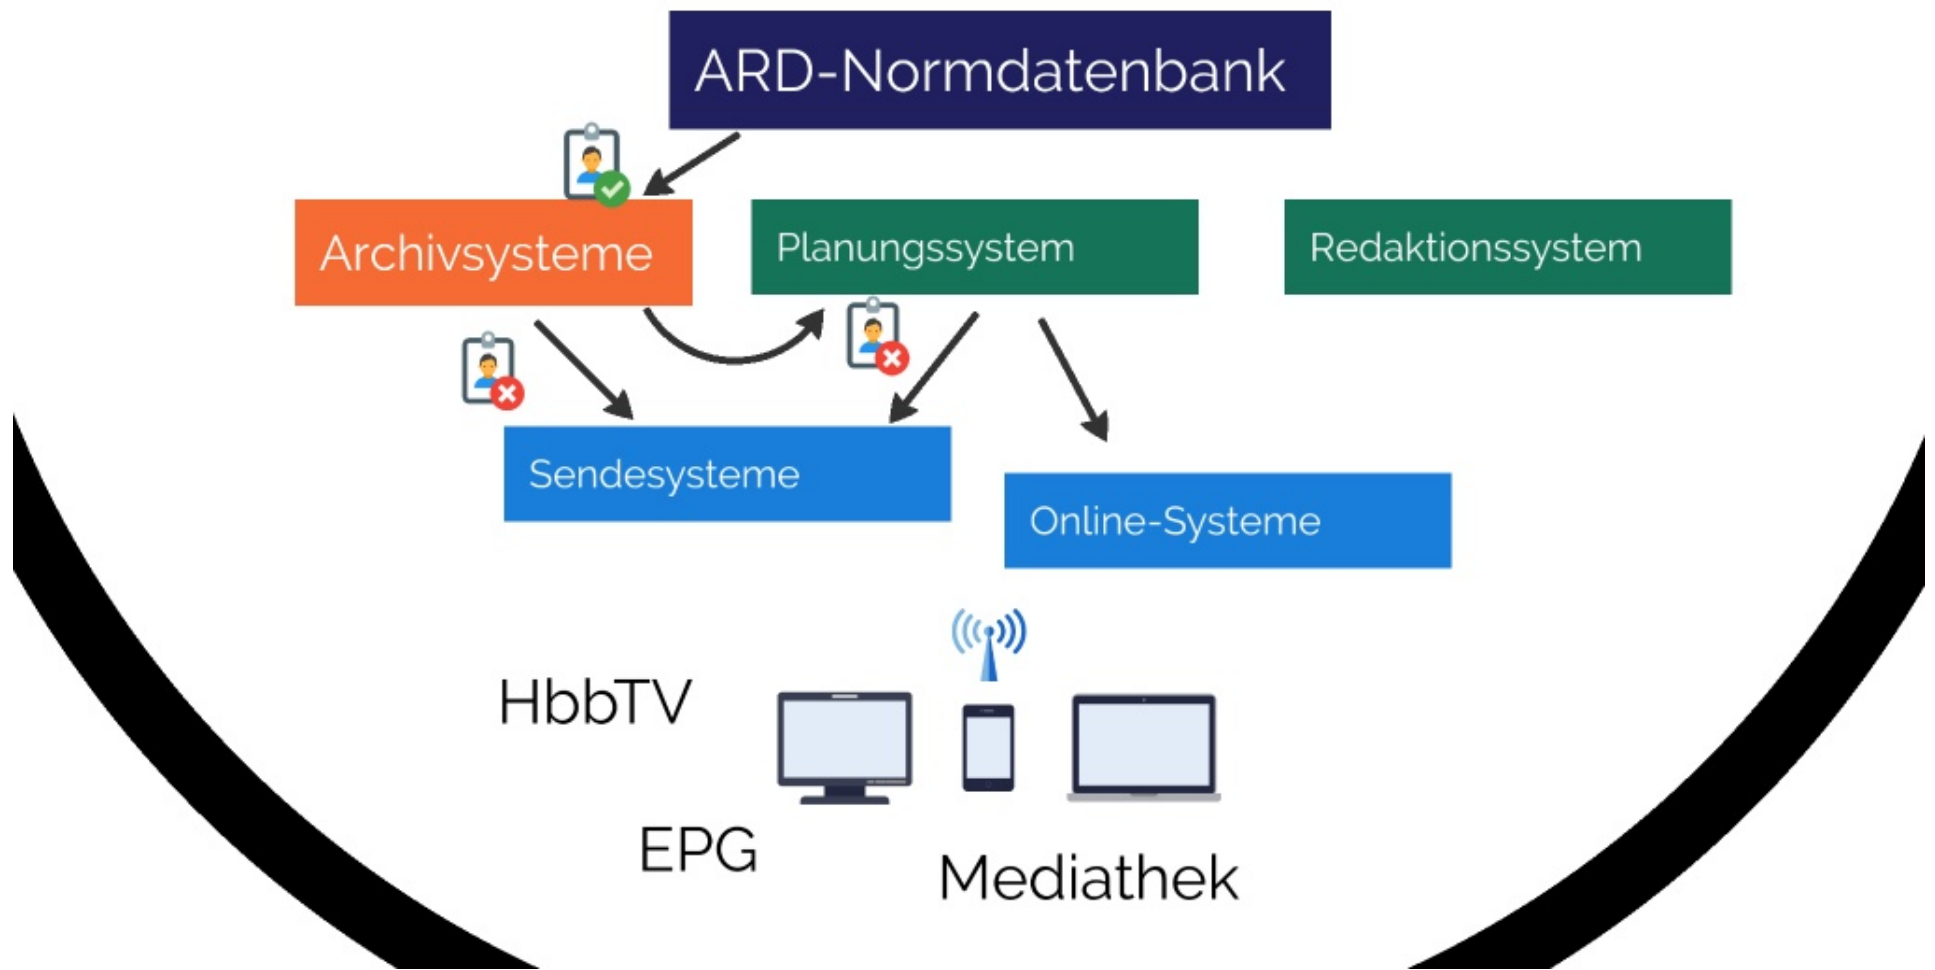 ARD-Normdatenbank
Archivsysteme
Planungssystem
Redaktionssystem
Sendesysteme
Online-Systeme
HbbTV
EPG
Mediathek